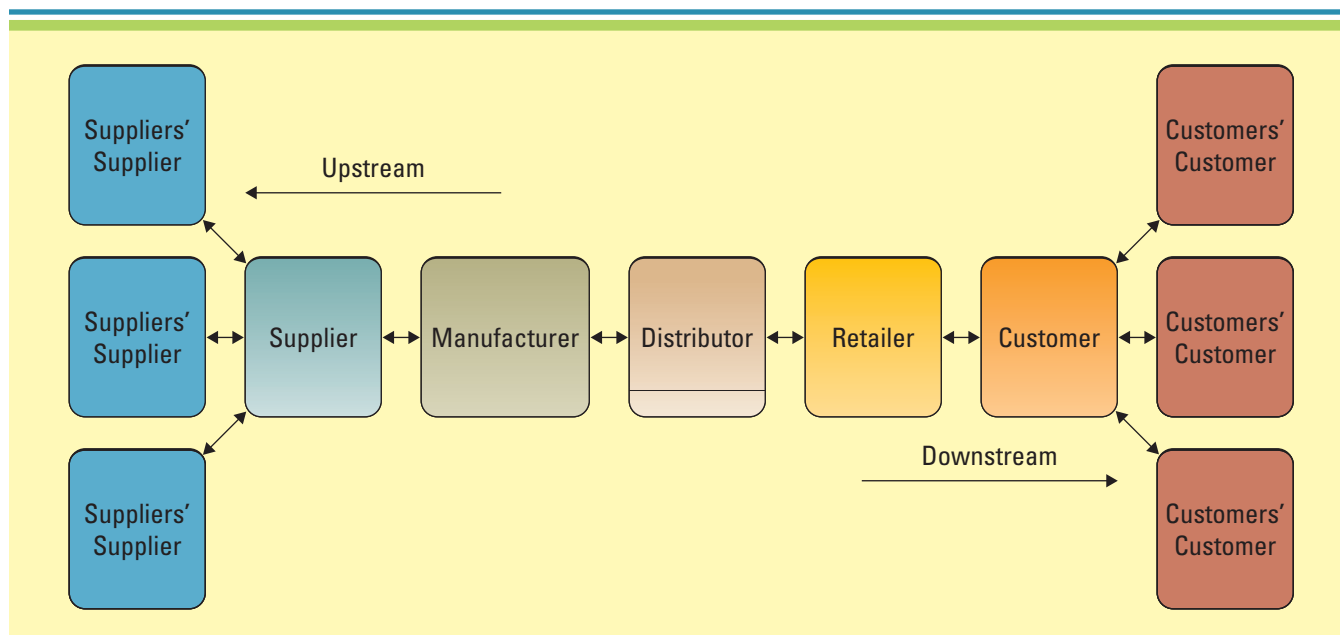 Suppliers'
Supplier
Customers'
Customer
Upstream
Suppliers'
Supplier
Supplier
Manufacturer
Distributor
Retailer
Customer
Customers'
Customer
Downstream
Suppliers'
Supplier
Customers'
Customer